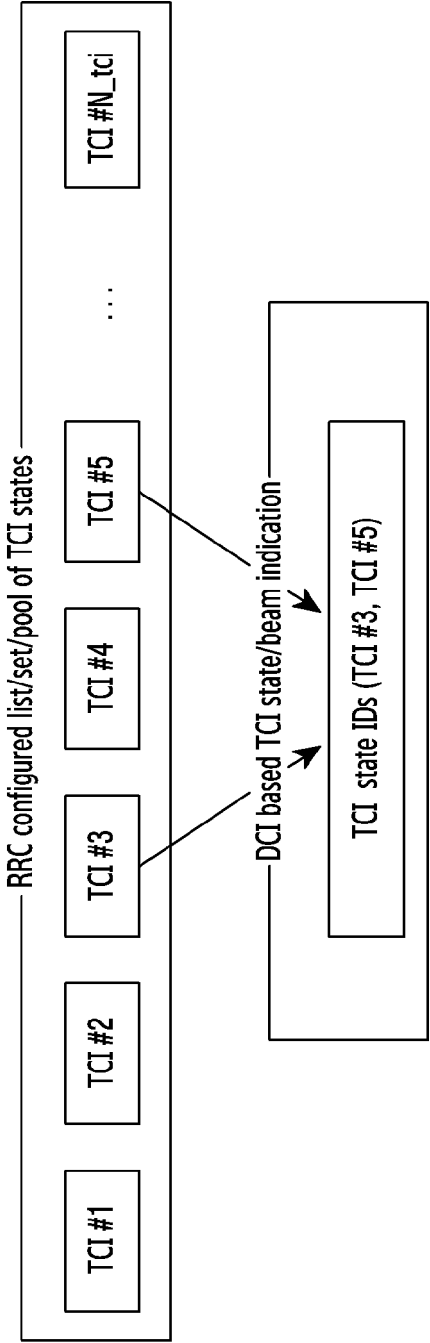 RRC configured list/set/pool of TCI states
TCI #1
TCI #2
TCI #3
TCI #4
TCI #5
...
TCI #N_tci
DCI based TCI state/beam indication
TCI state IDs (TCI #3, TCI #5)